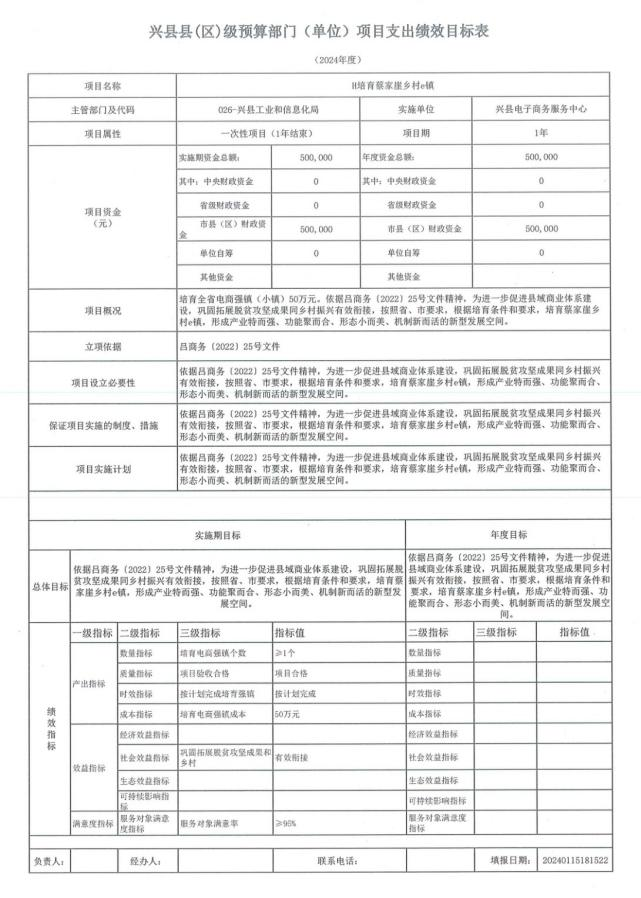 兴县县(区)级预算部门（单位）项目支出绩效目标表
（2024年度）
项目名称 H培育蔡家崖乡村e镇
主管部门及代码 026-兴县工业和信息化局 实施单位 兴县电子商务服务中心
项目属性 一次性项目（1年结束） 项目期 1年
项目资金
（元）
实施期资金总额： 500,000 年度资金总额： 500,000
其中：中央财政资金 0 其中：中央财政资金 0
省级财政资金 0 省级财政资金 0
市县（区）财政资
金 500,000 市县（区）财政资金 500,000
单位自筹 0 单位自筹 0
其他资金 其他资金
项目概况
培育全省电商强镇（小镇）50万元。依据吕商务〔2022〕25号文件精神，为进一步促进县域商业体系建
设，巩固拓展脱贫攻坚成果同乡村振兴有效衔接，按照省、市要求，根据培育条件和要求，培育蔡家崖乡
村e镇，形成产业特而强、功能聚而合、形态小而美、机制新而活的新型发展空间。
立项依据 吕商务〔2022〕25号文件
项目设立必要性
依据吕商务〔2022〕25号文件精神，为进一步促进县域商业体系建设，巩固拓展脱贫攻坚成果同乡村振兴
有效衔接，按照省、市要求，根据培育条件和要求，培育蔡家崖乡村e镇，形成产业特而强、功能聚而合、
形态小而美、机制新而活的新型发展空间。
保证项目实施的制度、措施
依据吕商务〔2022〕25号文件精神，为进一步促进县域商业体系建设，巩固拓展脱贫攻坚成果同乡村振兴
有效衔接，按照省、市要求，根据培育条件和要求，培育蔡家崖乡村e镇，形成产业特而强、功能聚而合、
形态小而美、机制新而活的新型发展空间。
项目实施计划
依据吕商务〔2022〕25号文件精神，为进一步促进县域商业体系建设，巩固拓展脱贫攻坚成果同乡村振兴
有效衔接，按照省、市要求，根据培育条件和要求，培育蔡家崖乡村e镇，形成产业特而强、功能聚而合、
形态小而美、机制新而活的新型发展空间。
实施期目标 年度目标
总体目标
依据吕商务〔2022〕25号文件精神，为进一步促进县域商业体系建设，巩固拓展脱
贫攻坚成果同乡村振兴有效衔接，按照省、市要求，根据培育条件和要求，培育蔡
家崖乡村e镇，形成产业特而强、功能聚而合、形态小而美、机制新而活的新型发
展空间。
依据吕商务〔2022〕25号文件精神，为进一步促进
县域商业体系建设，巩固拓展脱贫攻坚成果同乡村
振兴有效衔接，按照省、市要求，根据培育条件和
要求，培育蔡家崖乡村e镇，形成产业特而强、功
能聚而合、形态小而美、机制新而活的新型发展空
间。
绩效指标
一级指标 二级指标 三级指标 指标值 二级指标 三级指标 指标值
产出指标
数量指标 培育电商强镇个数 ≥1个 数量指标
质量指标 项目验收合格 项目合格 质量指标
时效指标 按计划完成培育强镇 按计划完成 时效指标
成本指标 培育电商强镇成本 50万元 成本指标
效益指标
经济效益指标 经济效益指标
社会效益指标 巩固拓展脱贫攻坚成果和
乡村 有效衔接 社会效益指标
生态效益指标 生态效益指标
可持续影响指
标 可持续影响指标
满意度指标 服务对象满意
度指标 服务对象满意率 ≥95% 服务对象满意度
指标
负责人： 经办人： 联系电话： 填报日期： 20240115181522